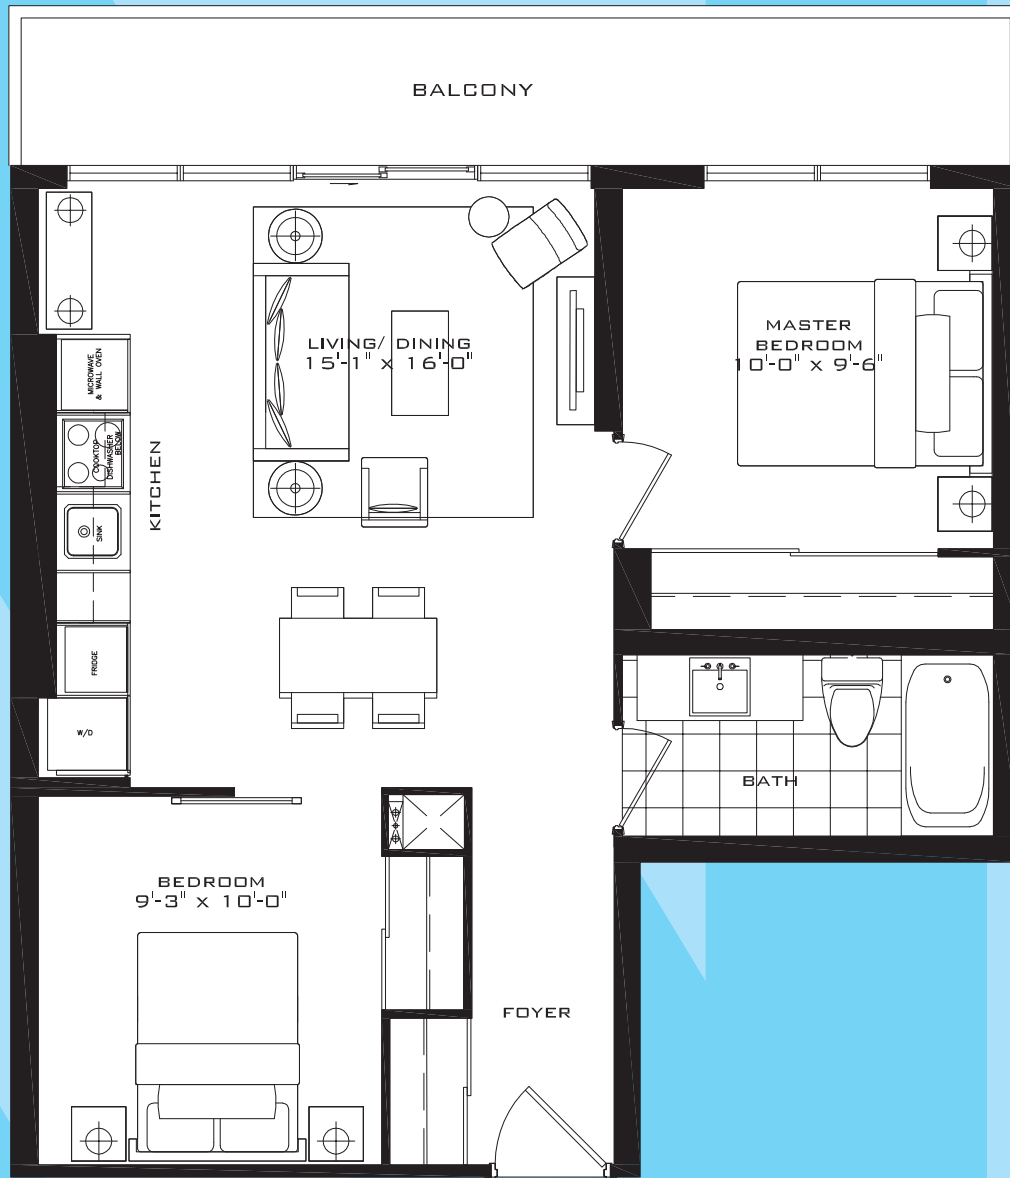 BALCONY
LIVING/ DINING
15'-1" x 16'-0"
MASTER
BEDROOM
10'-0" x 9'-6"
MICROWAVE
& WALL OVEN
COOKTOP
DISHWASHER
BELOW
KITCHEN
SINK
FRIDGE
W/D
BATH
BEDROOM
9'-3" x 10'-0"
FOYER